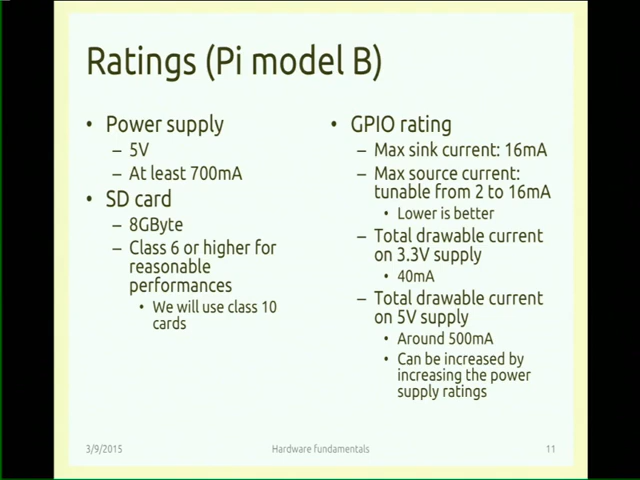 Ratings (Pi model B)
• Power supply
– 5V
– At least 700mA
• SD card
– 8GByte
– Class 6 or higher for
reasonable
performances
• We will use class 10
cards
• GPIO rating
– Max sink current: 16mA
– Max source current:
tunable from 2 to 16mA
• Lower is better
– Total drawable current
on 3.3V supply
• 40mA
– Total drawable current
on 5V supply
• Around 500mA
• Can be increased by
increasing the power
supply ratings
3/9/2015
Hardware fundamentals
11